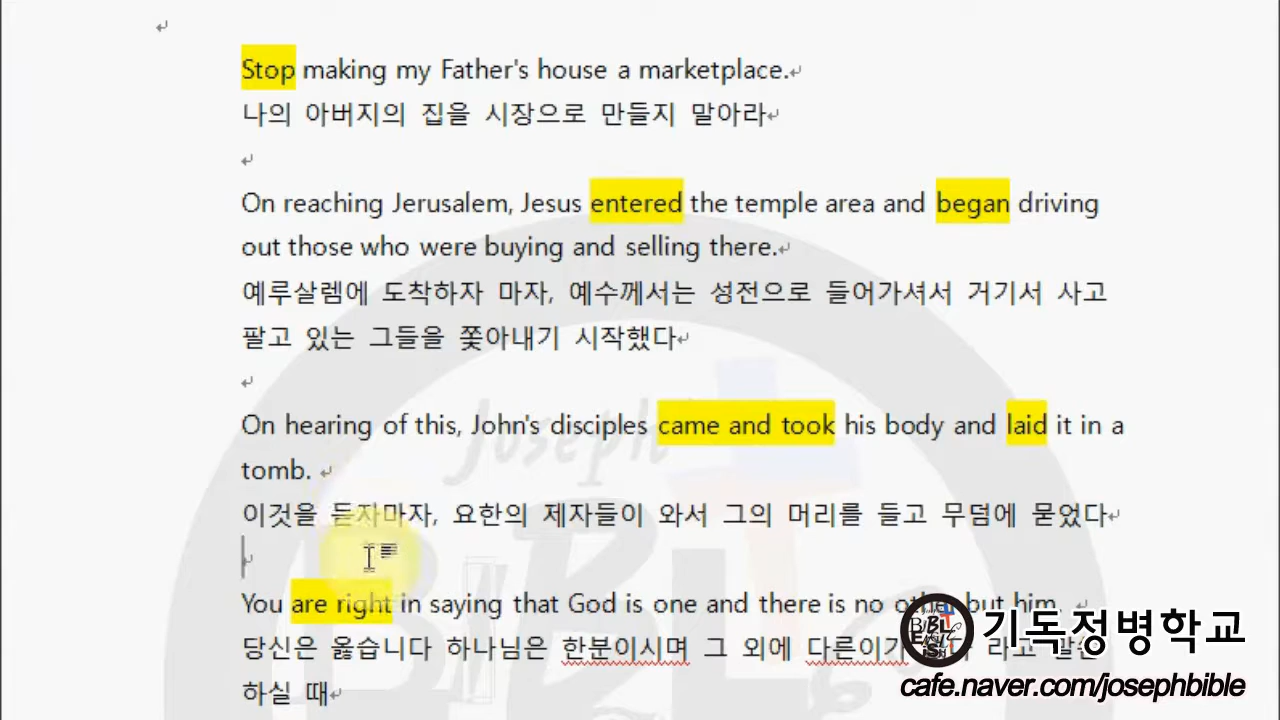 Stop making my Father's house a marketplace.
나의 아버지의 집을 시장으로 만들지 말아라
On reaching Jerusalem, Jesus entered the temple area and began driving
out those who were buying and selling there.
예루살렘에 도착하자 마자, 예수께서는 성전으로 들어가셔서 거기서 사고
팔고 있는 그들을 쫓아내기 시작했다
On hearing of this, John's disciples came and took his body and laid it in a
tomb.
이것을 듣자마자, 요한의 제자들이 와서 그의 머리를 들고 무덤에 묻었다
You are right in saying that God is one and there is no other but him.
당신은 옳습니다 하나님은 한분이시며 그 외에 다른이가 라고 말씀
하실 때
Joseph
BIBLE
기독정병학교
cafe.naver.com/josephbible